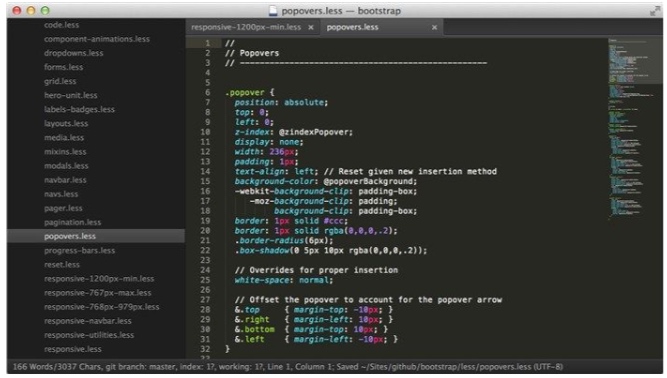 popovers.less — bootstrap
code.less
component-animations.less
dropdowns.less
forms.less
grid.less
hero-unit.less
labels-badges.less
layouts.less
media.less
mixins.less
modals.less
navbar.less
navs.less
pager.less
pagination.less
popovers.less
progress-bars.less
reset.less
responsive-1200px-min.less
responsive-767px-max.less
responsive-768px-979px.less
responsive-navbar.less
responsive-utilities.less
responsive.less
responsive-1200px-min.less × popovers.less ×
1 //
2 // Popovers
3 // --------------------------------------------------
4
5
6 .popover {
7 position: absolute;
8 top: 0;
9 left: 0;
10 z-index: @zindexPopover;
11 display: none;
12 width: 236px;
13 padding: 1px;
14 text-align: left; // Reset given new insertion method
15 background-color: @popoverBackground;
16 -webkit-background-clip: padding-box;
17 -moz-background-clip: padding;
18 background-clip: padding-box;
19 border: 1px solid #ccc;
20 border: 1px solid rgba(0,0,0,.2);
21 .border-radius(6px);
22 .box-shadow(0 5px 10px rgba(0,0,0,.2));
23
24 // Overrides for proper insertion
25 white-space: normal;
26
27 // Offset the popover to account for the popover arrow
28 &.top { margin-top: -10px; }
29 &.right { margin-left: 10px; }
30 &.bottom { margin-top: 10px; }
31 &.left { margin-left: -10px; }
32 }
166 Words/3037 Chars, git branch: master, index: 1?, working: 1?, Line 1, Column 1; Saved ~/Sites/github/bootstrap/less/popovers.less (UTF-8)